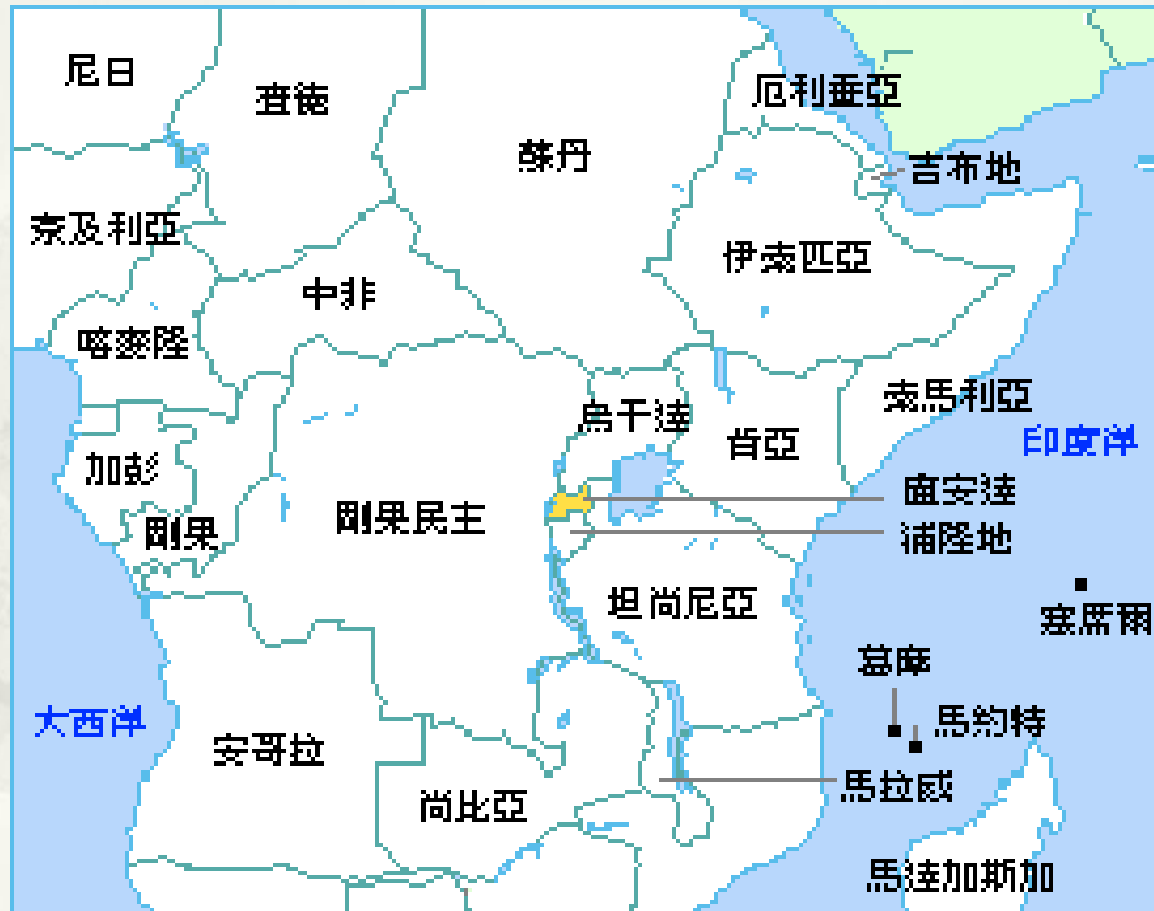 尼日
查德
厄利垂亞
蘇丹
吉布地
奈及利亞
伊索匹亞
中非
喀麥隆
索馬利亞
烏干達
肯亞
印度洋
加彭
盧安達
剛果民主
剛果
浦隆地
坦尚尼亞
塞席爾
葛摩
大西洋
馬約特
安哥拉
馬拉威
尚比亞
馬達加斯加